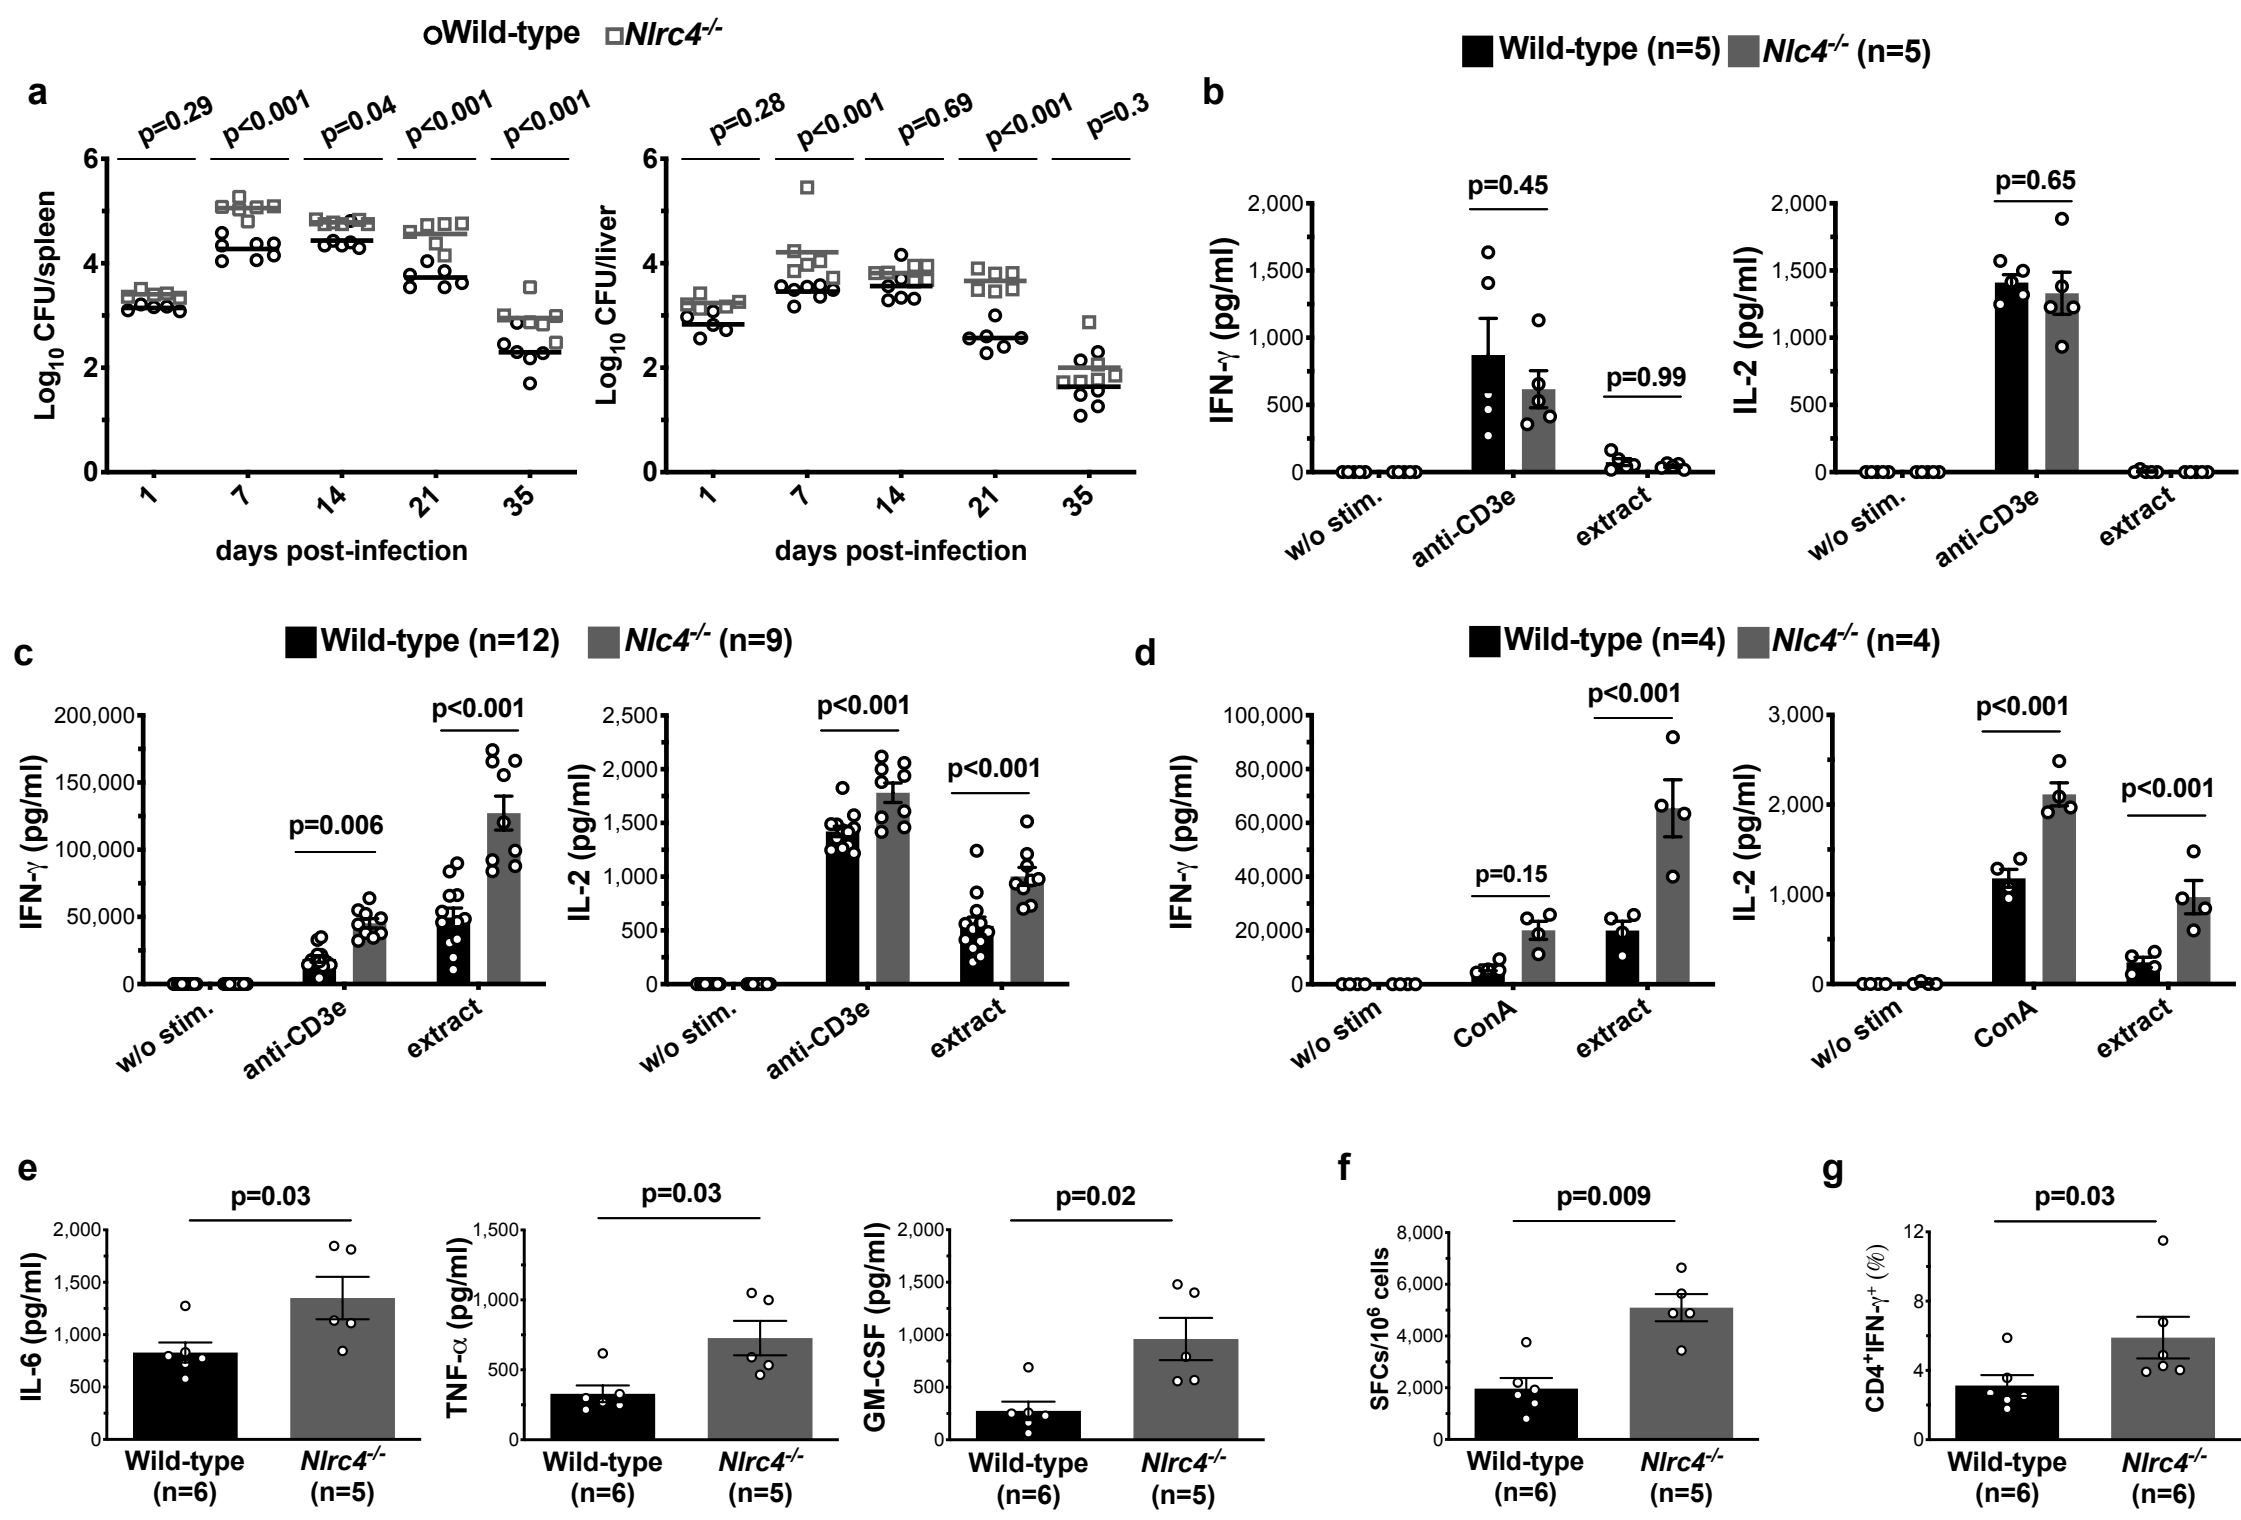 Wild-type Nlrc4-/-
a
p=0.29 p<0.001 p=0.04 p<0.001 p<0.001
Log10 CFU/spleen
6
4
2
0
1 7 14 21 35
days post-infection
p=0.28 p<0.001 p=0.69 p<0.001 p=0.3
Log10 CFU/liver
6
4
2
0
1 7 14 21 35
days post-infection
b
Wild-type (n=5) Nlc4-/- (n=5)
IFN-γ (pg/ml)
2,000
1,500
1,000
500
0
p=0.45
p=0.99
w/o stim. anti-CD3e extract
IL-2 (pg/ml)
2,000
1,500
1,000
500
0
p=0.65
w/o stim. anti-CD3e extract
c
Wild-type (n=12) Nlc4-/- (n=9)
IFN-γ (pg/ml)
200,000
150,000
100,000
50,000
0
p=0.006
p<0.001
w/o stim. anti-CD3e extract
IL-2 (pg/ml)
2,500
2,000
1,500
1,000
500
0
p<0.001
p<0.001
w/o stim. anti-CD3e extract
d
Wild-type (n=4) Nlc4-/- (n=4)
IFN-γ (pg/ml)
100,000
80,000
60,000
40,000
20,000
0
p=0.15
p<0.001
w/o stim ConA extract
IL-2 (pg/ml)
3,000
2,000
1,000
0
p<0.001
p<0.001
w/o stim ConA extract
e
p=0.03
IL-6 (pg/ml)
2,000
1,500
1,000
500
0
Wild-type Nlrc4-/-
(n=6) (n=5)
p=0.03
TNF-α (pg/ml)
1,500
1,000
500
0
Wild-type Nlrc4-/-
(n=6) (n=5)
p=0.02
GM-CSF (pg/ml)
2,000
1,500
1,000
500
0
Wild-type Nlrc4-/-
(n=6) (n=5)
f
p=0.009
SFCs/10⁶ cells
8,000
6,000
4,000
2,000
0
Wild-type Nlrc4-/-
(n=6) (n=5)
g
p=0.03
CD4⁺IFN-γ⁺ (%)
12
8
4
0
Wild-type Nlrc4-/-
(n=6) (n=6)